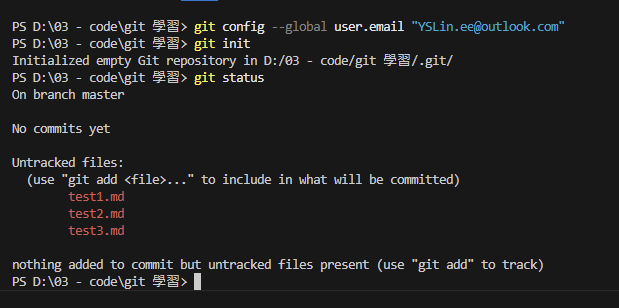 PS D:\03 - code\git 學習> git config --global user.email "YSLin.ee@outlook.com"
PS D:\03 - code\git 學習> git init
Initialized empty Git repository in D:/03 - code/git 學習/.git/
PS D:\03 - code\git 學習> git status
On branch master

No commits yet

Untracked files:
  (use "git add <file>..." to include in what will be committed)
        test1.md
        test2.md
        test3.md

nothing added to commit but untracked files present (use "git add" to track)
PS D:\03 - code\git 學習>